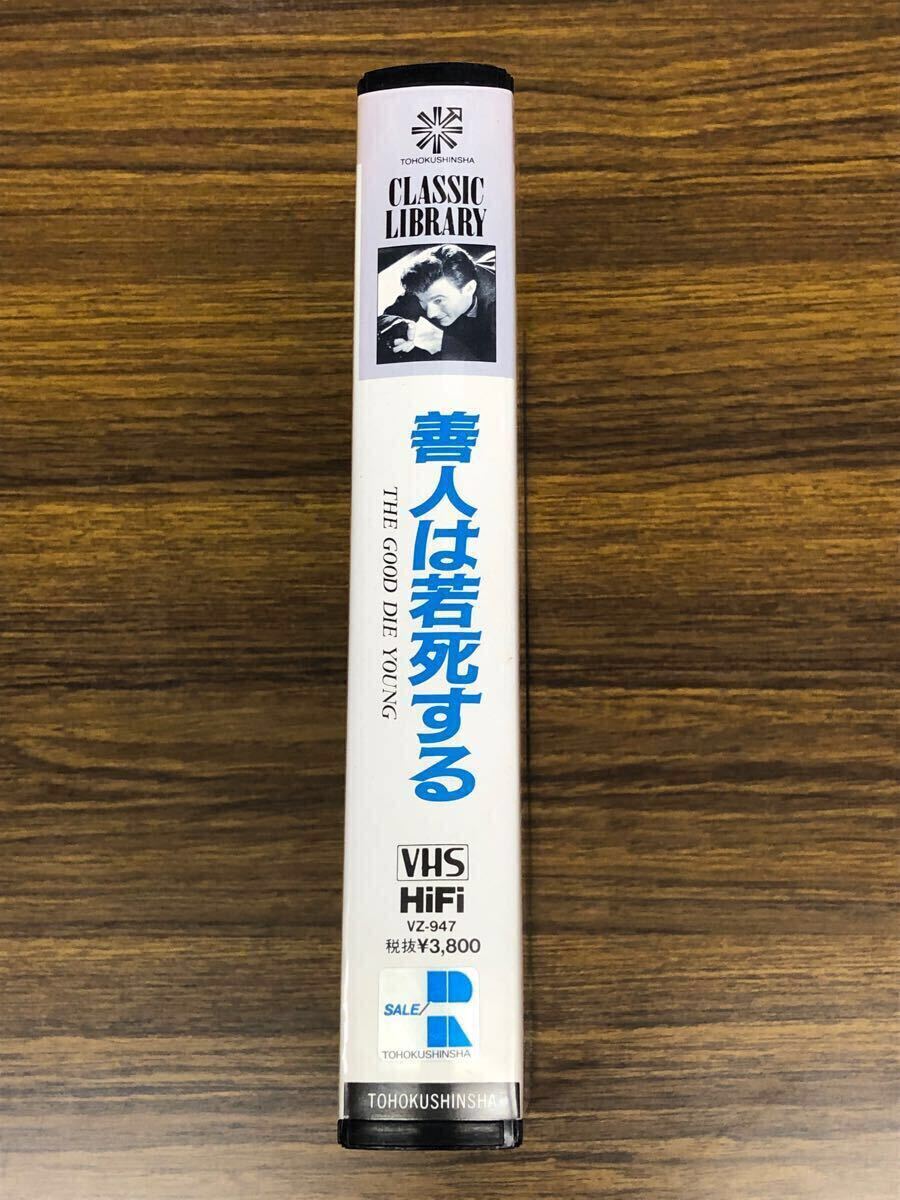 TOHOKUSHINSHA
CLASSIC
LIBRARY
善人は若死する
THE GOOD DIE YOUNG
VHS
HiFi
VZ-947
税抜¥3,800
SALE/R
TOHOKUSHINSHA
TOHOKUSHINSHA